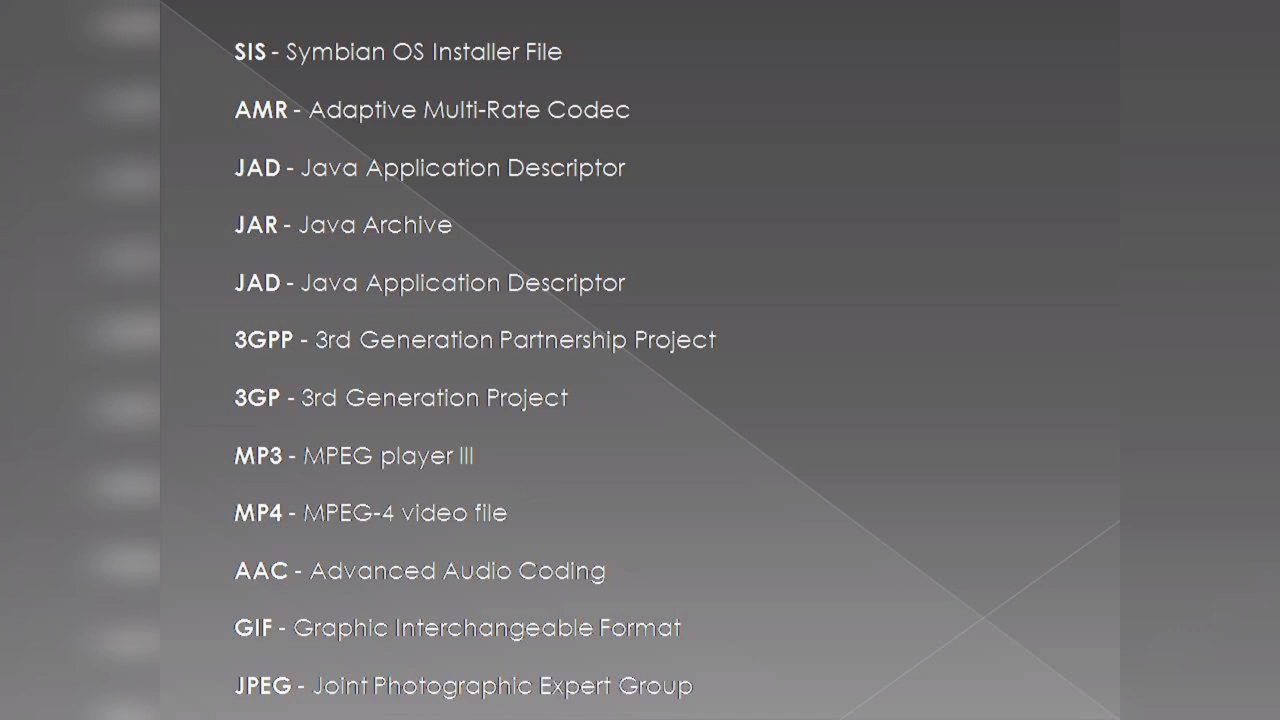 SIS - Symbian OS Installer File
AMR - Adaptive Multi-Rate Codec
JAD - Java Application Descriptor
JAR - Java Archive
JAD - Java Application Descriptor
3GPP - 3rd Generation Partnership Project
3GP - 3rd Generation Project
MP3 - MPEG player III
MP4 - MPEG-4 video file
AAC - Advanced Audio Coding
GIF - Graphic Interchangeable Format
JPEG - Joint Photographic Expert Group